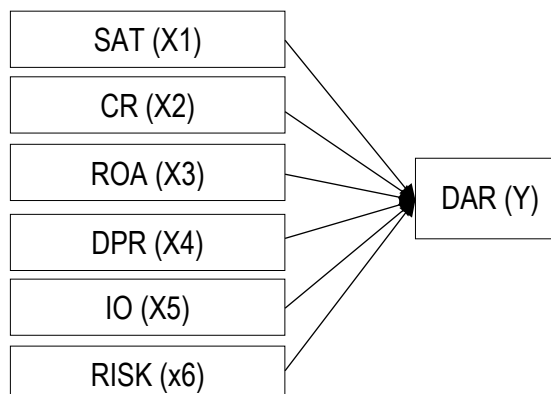 SAT (X1)
CR (X2)
ROA (X3)
DAR (Y)
DPR (X4)
IO (X5)
RISK (x6)